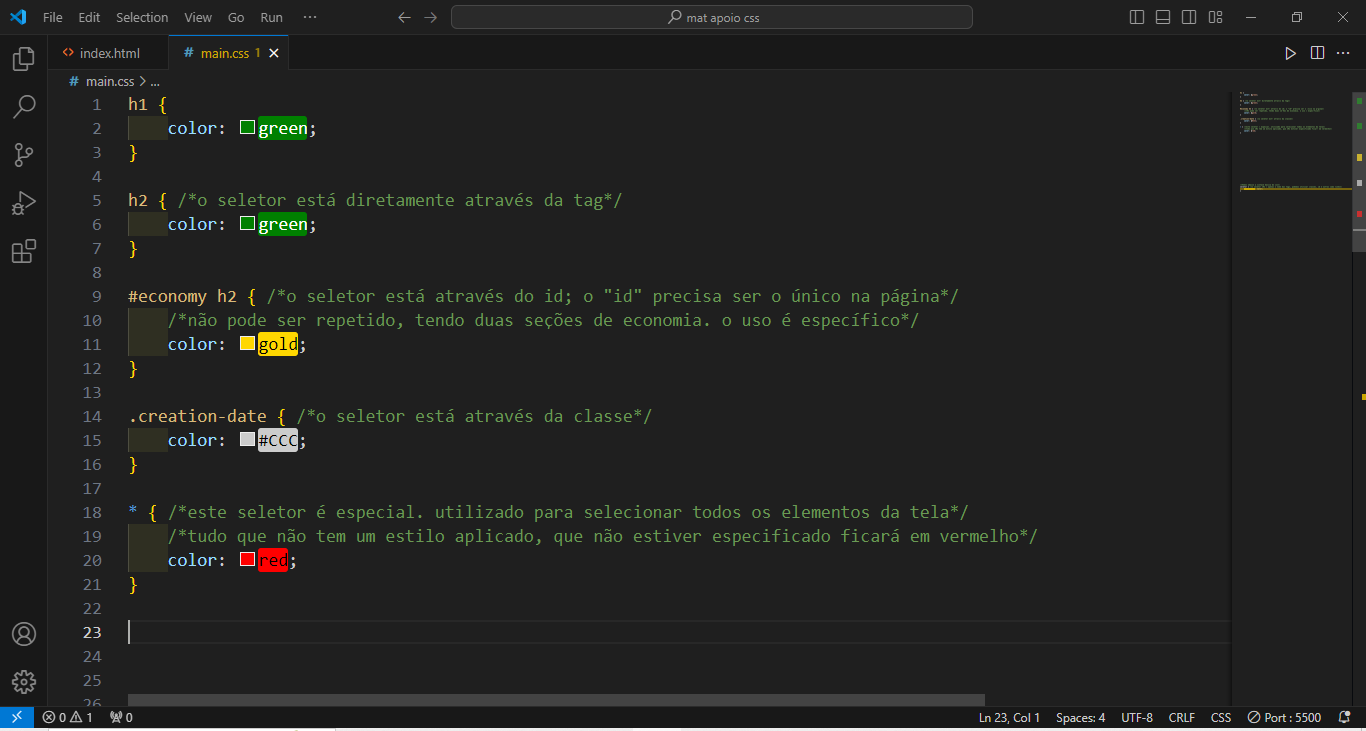 File Edit Selection View Go Run ··· mat apoio css
index.html # main.css 1
# main.css > ...
1 h1 {
2 color: green;
3 }
4
5 h2 { /*o seletor está diretamente através da tag*/
6 color: green;
7 }
8
9 #economy h2 { /*o seletor está através do id; o "id" precisa ser o único na página*/
10 /*não pode ser repetido, tendo duas seções de economia. o uso é específico*/
11 color: gold;
12 }
13
14 .creation-date { /*o seletor está através da classe*/
15 color: #CCC;
16 }
17
18 * { /*este seletor é especial. utilizado para selecionar todos os elementos da tela*/
19 /*tudo que não tem um estilo aplicado, que não estiver especificado ficará em vermelho*/
20 color: red;
21 }
22
23
24
25
26
0 1 0 Ln 23, Col 1 Spaces: 4 UTF-8 CRLF CSS Port : 5500